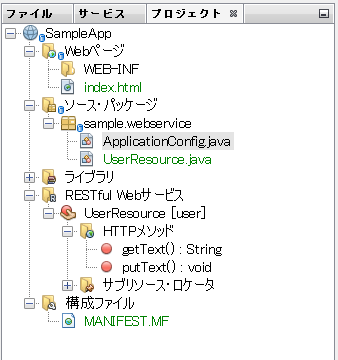 ファイル サービス プロジェクト
SampleApp
Webページ
WEB-INF
index.html
ソース・パッケージ
sample.webservice
ApplicationConfig.java
UserResource.java
ライブラリ
RESTful Webサービス
UserResource [user]
HTTPメソッド
getText() : String
putText() : void
サブリソース・ロケータ
構成ファイル
MANIFEST.MF